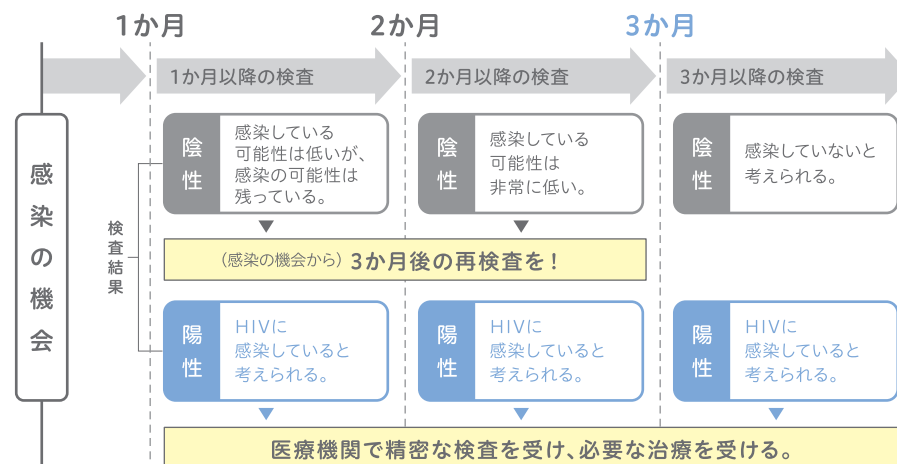 1か月
2か月
3か月
1か月以降の検査
2か月以降の検査
3か月以降の検査
感染の機会
検査結果
陰性
感染している
可能性は低いが、
感染の可能性は
残っている。
陰性
感染している
可能性は
非常に低い。
陰性
感染していないと
考えられる。
(感染の機会から)3か月後の再検査を!
陽性
HIVに
感染していると
考えられる。
陽性
HIVに
感染していると
考えられる。
陽性
HIVに
感染していると
考えられる。
医療機関で精密な検査を受け、必要な治療を受ける。